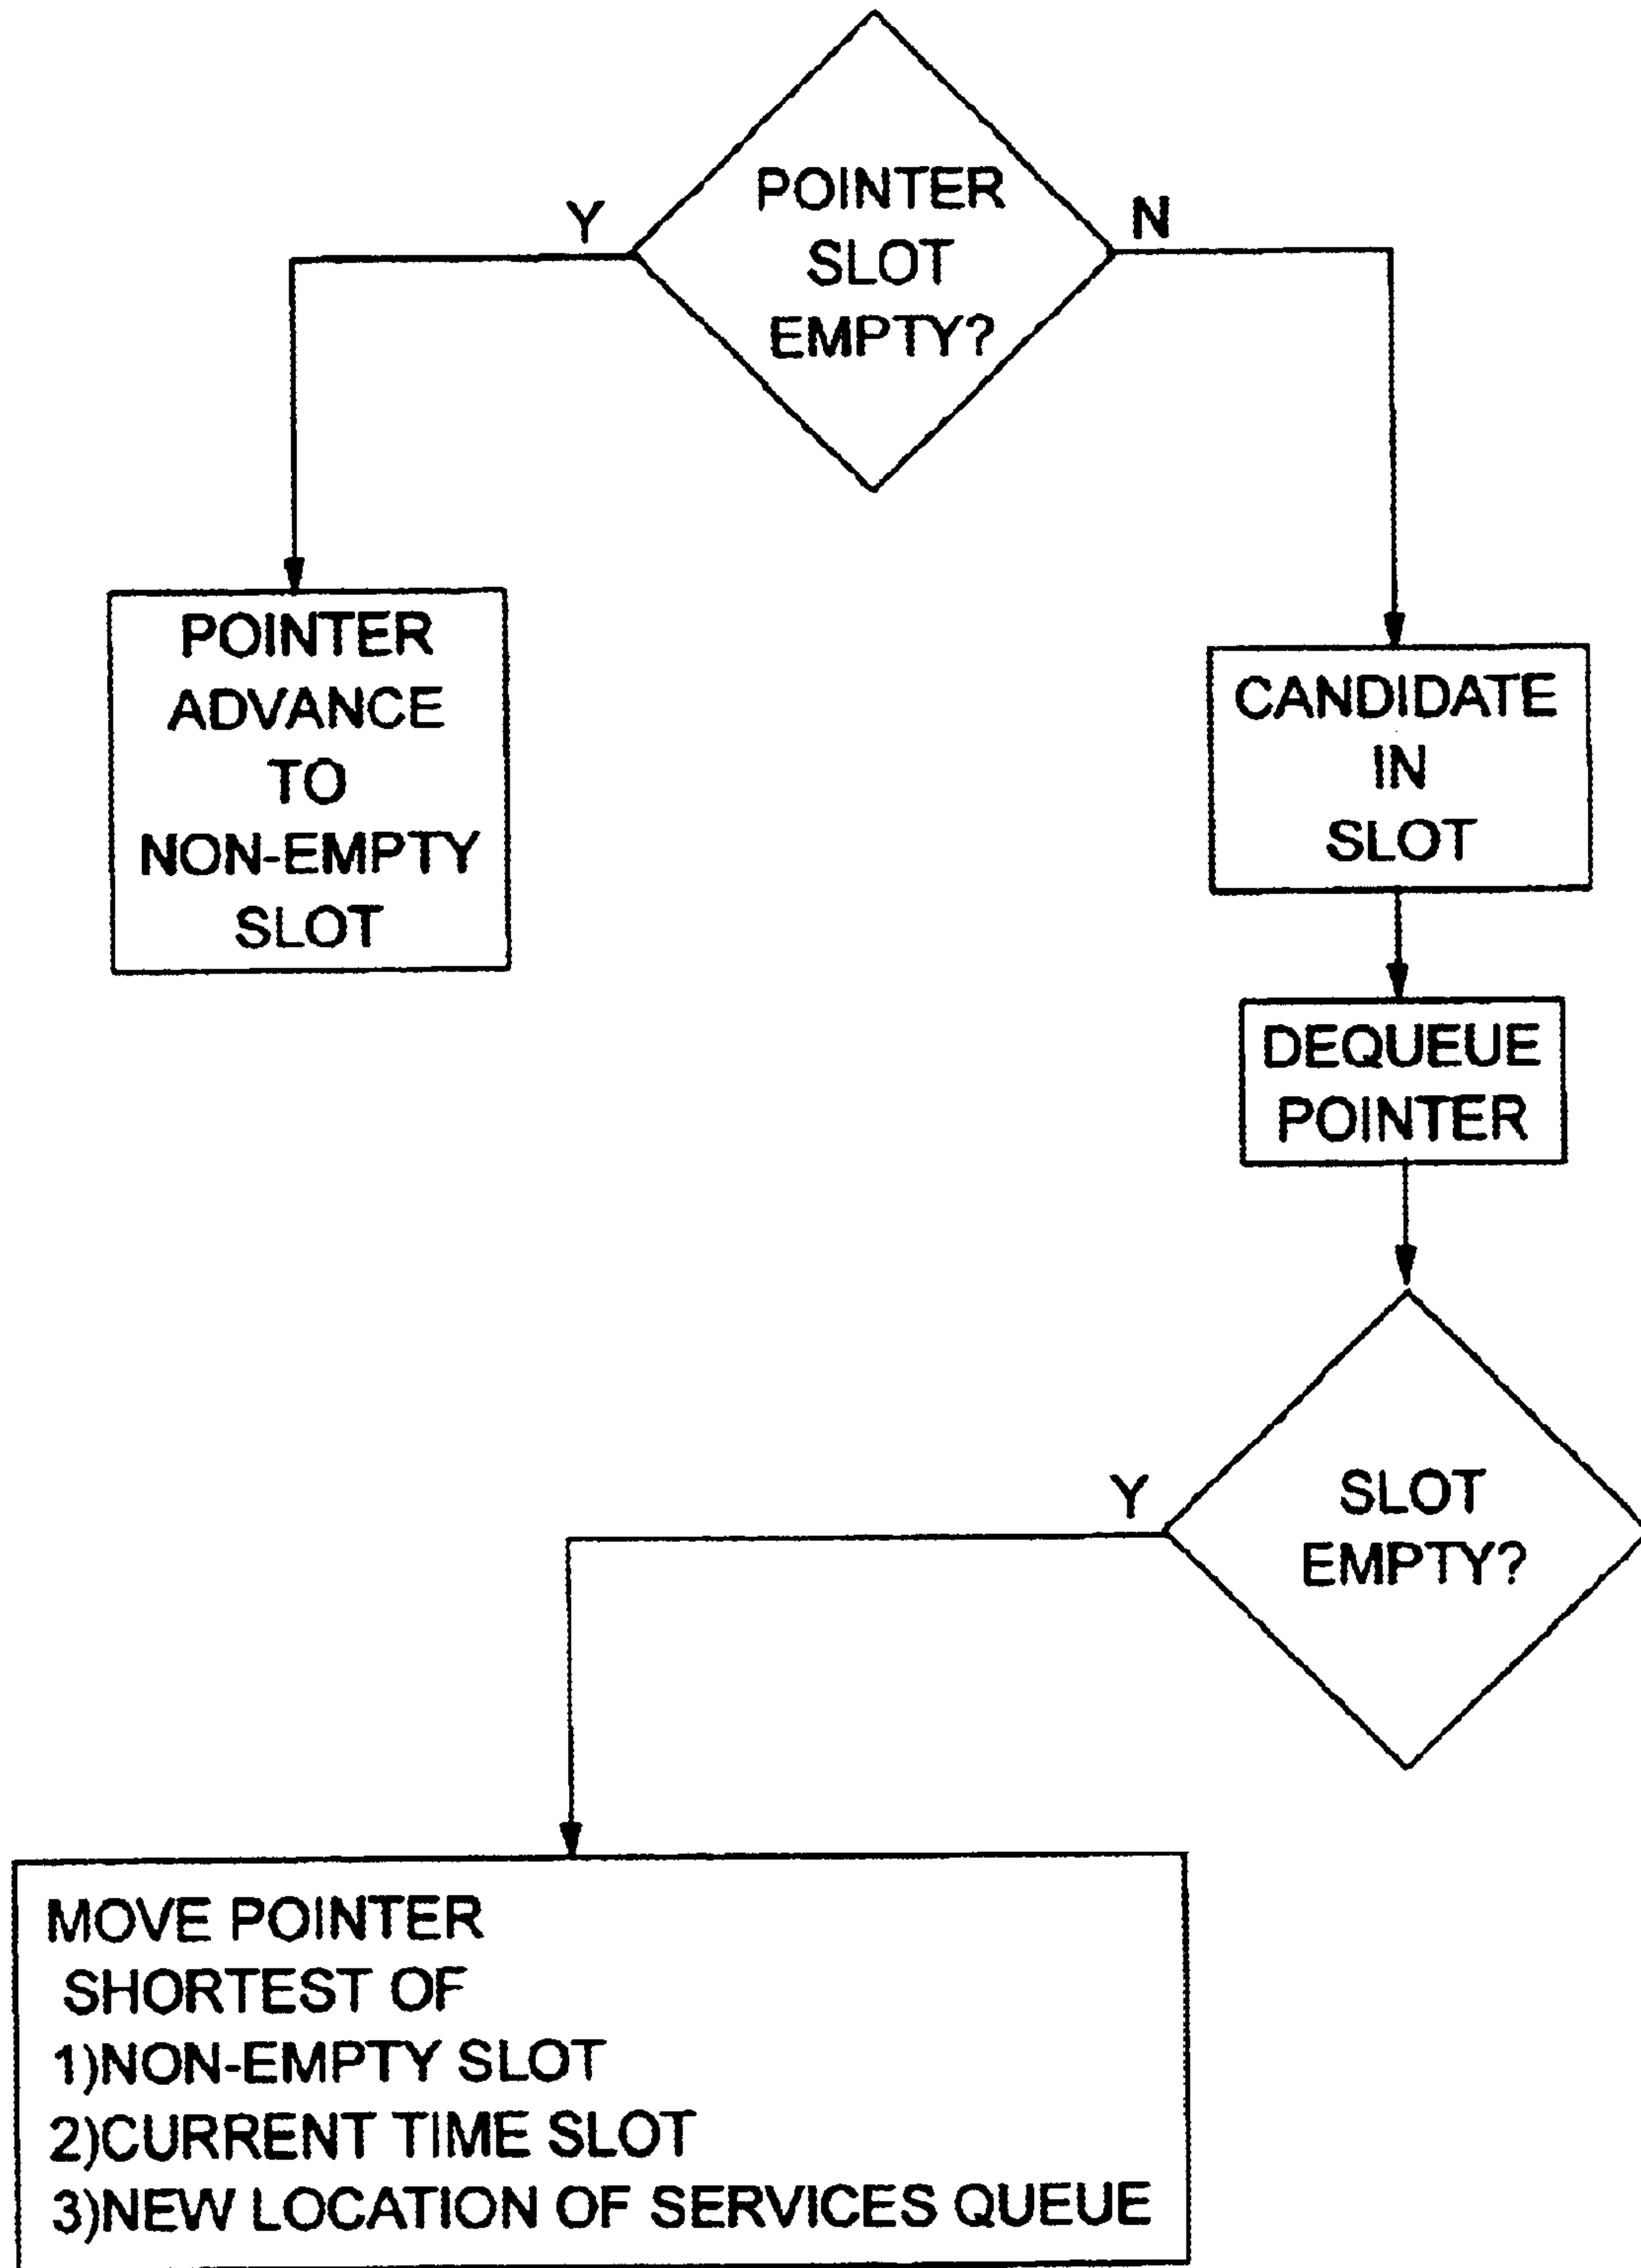 POINTER
SLOT
EMPTY?
Y
N
POINTER
ADVANCE
TO
NON-EMPTY
SLOT
CANDIDATE
IN
SLOT
DEQUEUE
POINTER
SLOT
EMPTY?
Y
MOVE POINTER
SHORTEST OF
1)NON-EMPTY SLOT
2)CURRENT TIME SLOT
3)NEW LOCATION OF SERVICES QUEUE